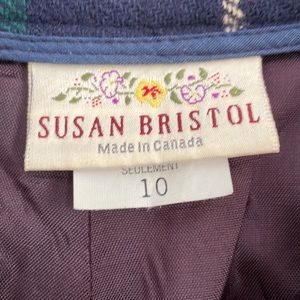 SUSAN BRISTOL
Made in Canada
SEULEMENT
10